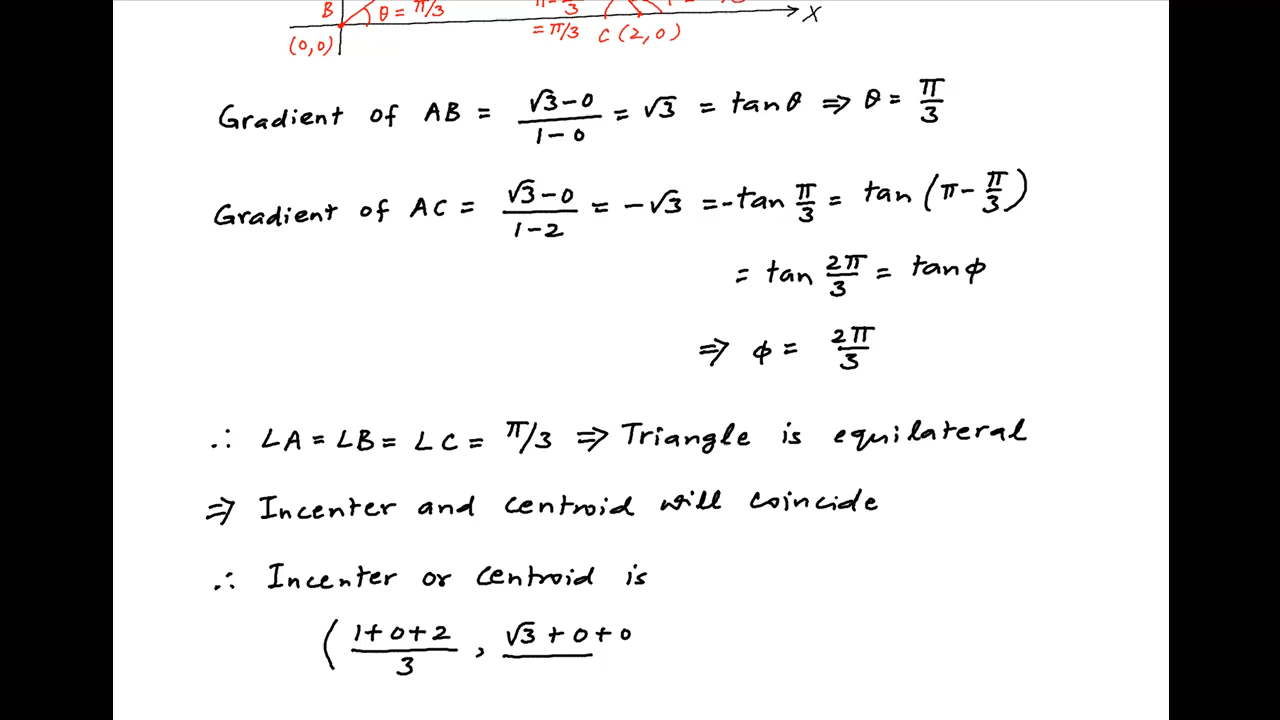 B θ = π/3 X
(0,0) = π/3 C (2,0)
Gradient of AB = (√3-0)/(1-0) = √3 = tanθ ⇒ θ = π/3
Gradient of AC = (√3-0)/(1-2) = -√3 = -tan π/3 = tan (π - π/3)
= tan 2π/3 = tanφ
⇒ φ = 2π/3
∴ ∠A = ∠B = ∠C = π/3 ⇒ Triangle is equilateral
⇒ Incenter and centroid will coincide
∴ Incenter or centroid is
( (1+0+2)/3 , √3 + 0 + 0